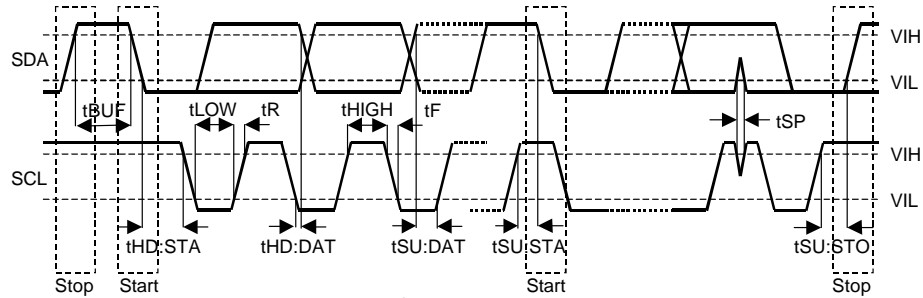 VIH
SDA
VIL
tBUF tLOW tR tHIGH tF
tSP
VIH
SCL
VIL
tHD:STA tHD:DAT tSU:DAT tSU:STA tSU:STO
Stop Start Start Stop